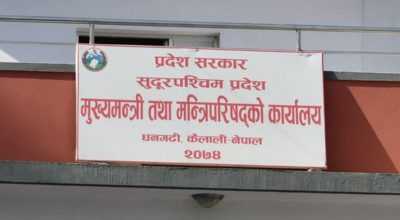 प्रदेश सरकार
सुदूरपश्चिम प्रदेश
मुख्यमन्त्री तथा मन्त्रिपरिषद्को कार्यालय
धनगढी, कैलाली-नेपाल
२०७४